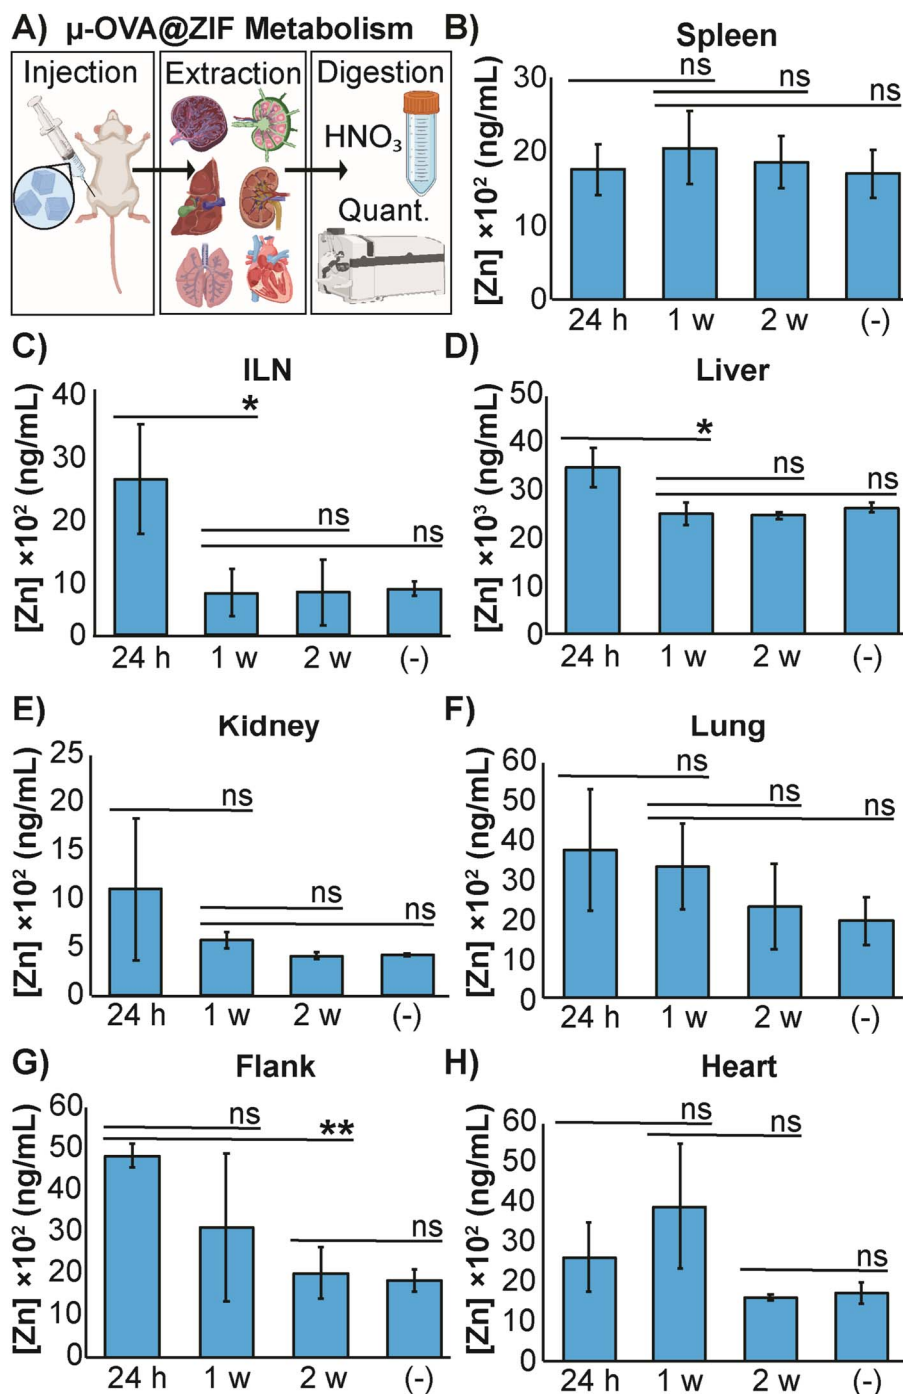 A) µ-OVA@ZIF Metabolism
Injection
Extraction
Digestion
HNO₃
Quant.
B)
Spleen
[Zn] ×10² (ng/mL)
30
20
10
0
ns
ns
ns
24 h
1 w
2 w
(-)
C)
ILN
[Zn] ×10² (ng/mL)
40
30
20
10
0
*
ns
ns
24 h
1 w
2 w
(-)
D)
Liver
[Zn] ×10³ (ng/mL)
50
40
30
20
10
0
*
ns
ns
24 h
1 w
2 w
(-)
E)
Kidney
[Zn] ×10² (ng/mL)
25
20
15
10
5
0
ns
ns
ns
24 h
1 w
2 w
(-)
F)
Lung
[Zn] ×10² (ng/mL)
60
50
40
30
20
10
0
ns
ns
ns
24 h
1 w
2 w
(-)
G)
Flank
[Zn] ×10² (ng/mL)
60
50
40
30
20
10
0
ns
**
ns
24 h
1 w
2 w
(-)
H)
Heart
[Zn] ×10² (ng/mL)
60
50
40
30
20
10
0
ns
ns
ns
24 h
1 w
2 w
(-)